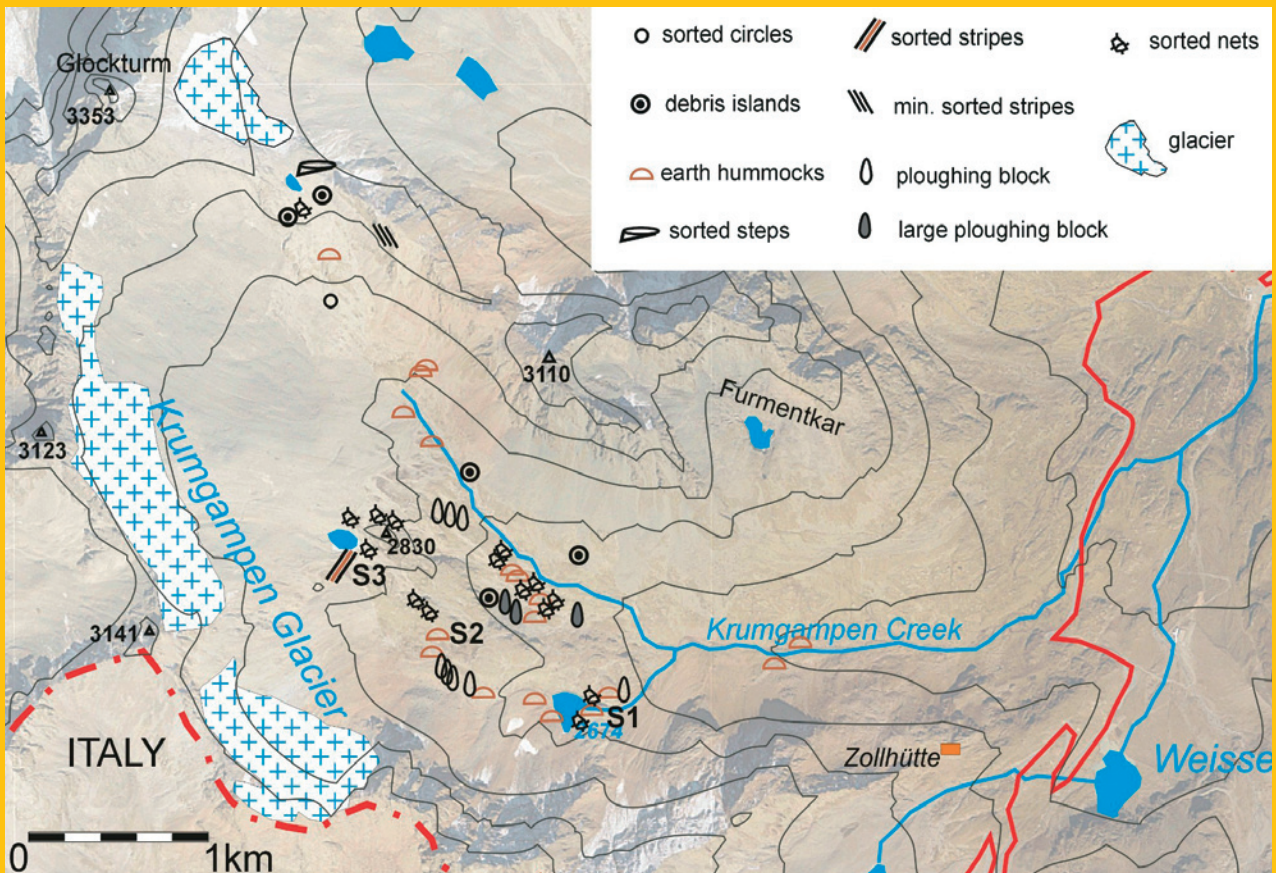 sorted circles
sorted stripes
sorted nets
debris islands
min. sorted stripes
glacier
earth hummocks
ploughing block
sorted steps
large ploughing block
Glockturm
3353
3110
Furmentkar
3123
Krumgampen Glacier
2830
S3
3141
S2
Krumgampen Creek
S1
2674
ITALY
Zollhütte
Weisse
0 1km